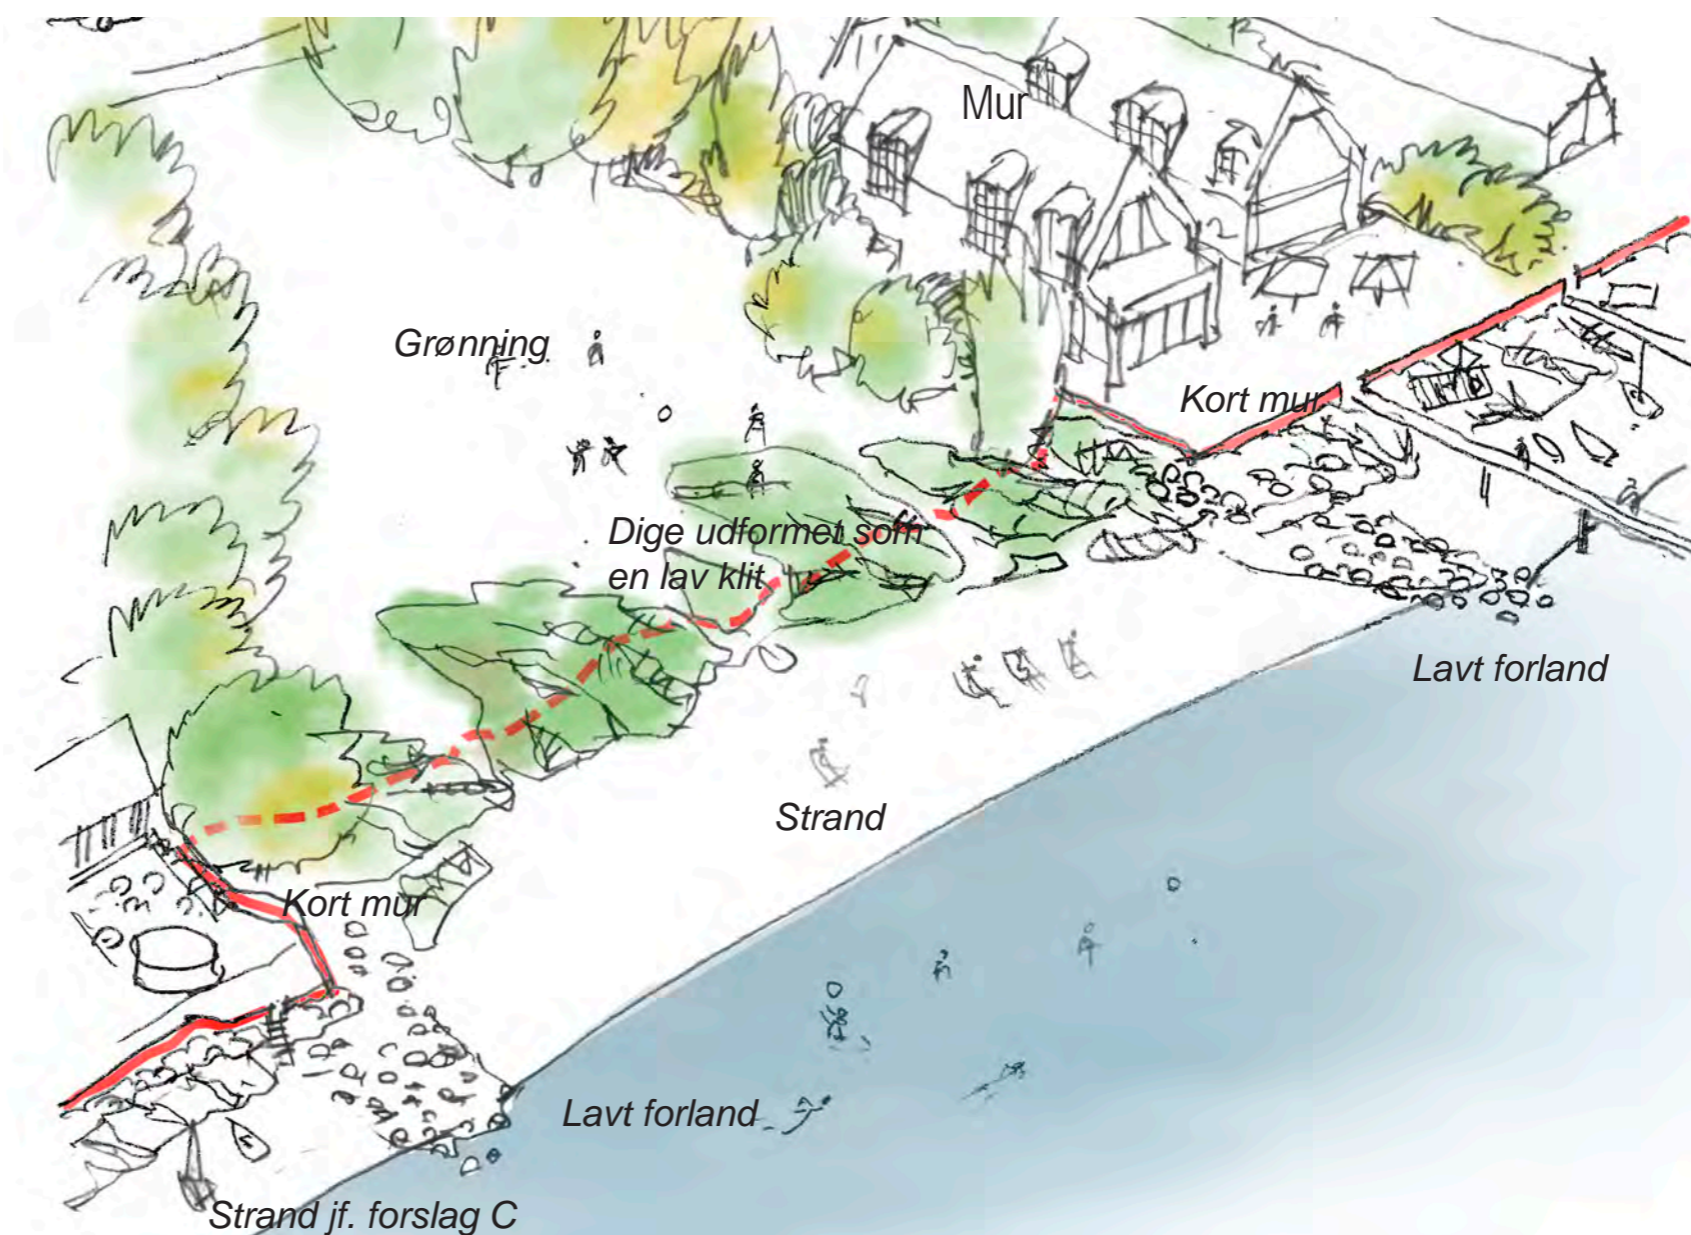 Mur
Grønning
Kort mur
Dige udformet som
en lav klit
Lavt forland
Strand
Kort mur
Lavt forland
Strand jf. forslag C